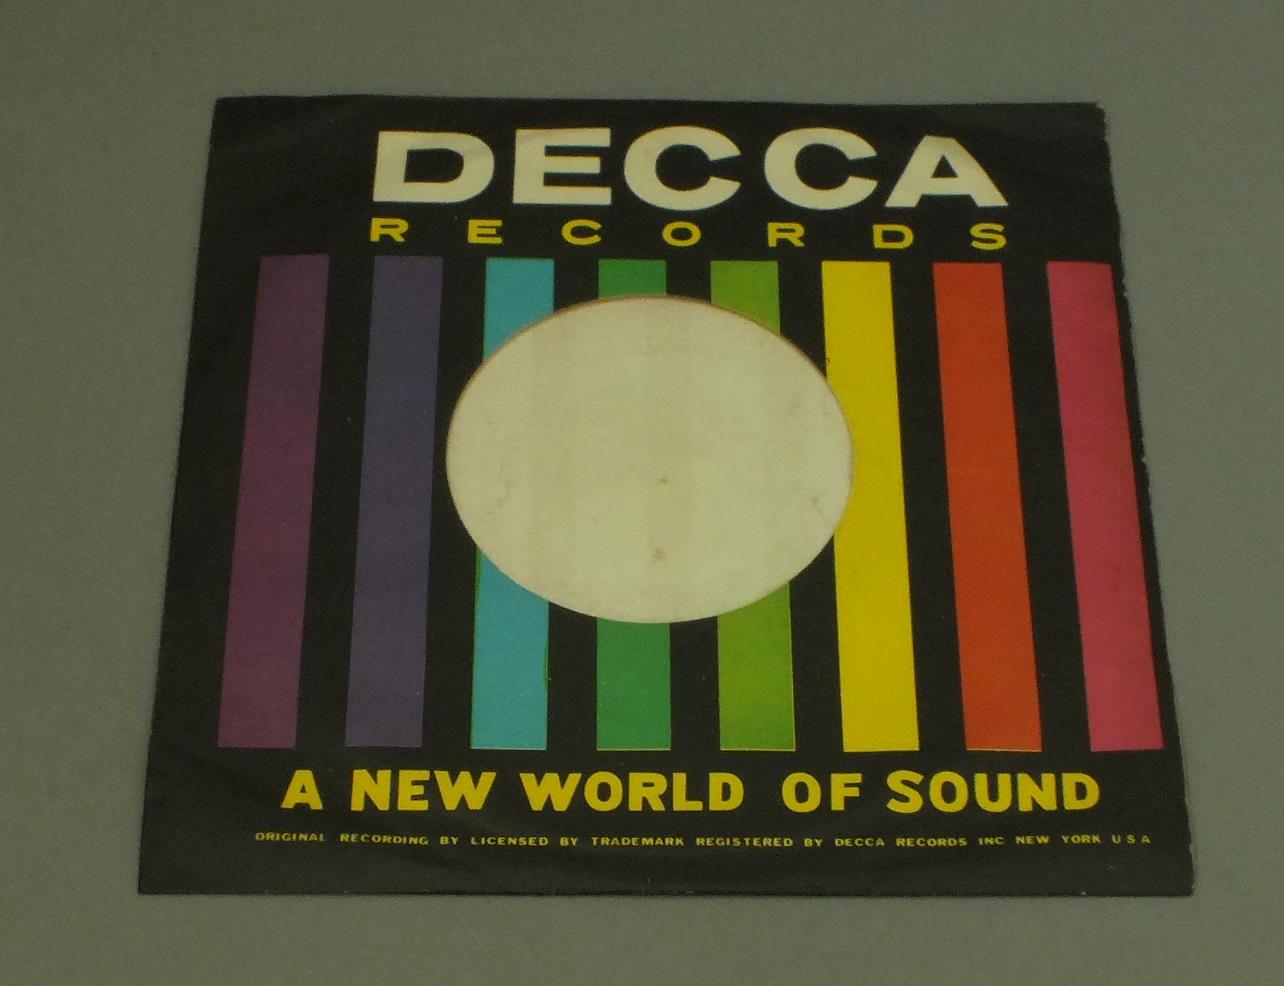 DECCA
RECORDS
A NEW WORLD OF SOUND
ORIGINAL RECORDING BY LICENSED BY TRADEMARK REGISTERED BY DECCA RECORDS INC NEW YORK U S A